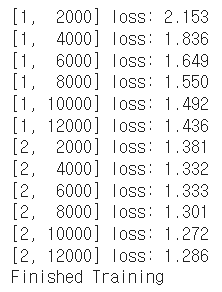 [1,  2000] loss: 2.153
[1,  4000] loss: 1.836
[1,  6000] loss: 1.649
[1,  8000] loss: 1.550
[1, 10000] loss: 1.492
[1, 12000] loss: 1.436
[2,  2000] loss: 1.381
[2,  4000] loss: 1.332
[2,  6000] loss: 1.333
[2,  8000] loss: 1.301
[2, 10000] loss: 1.272
[2, 12000] loss: 1.286
Finished Training